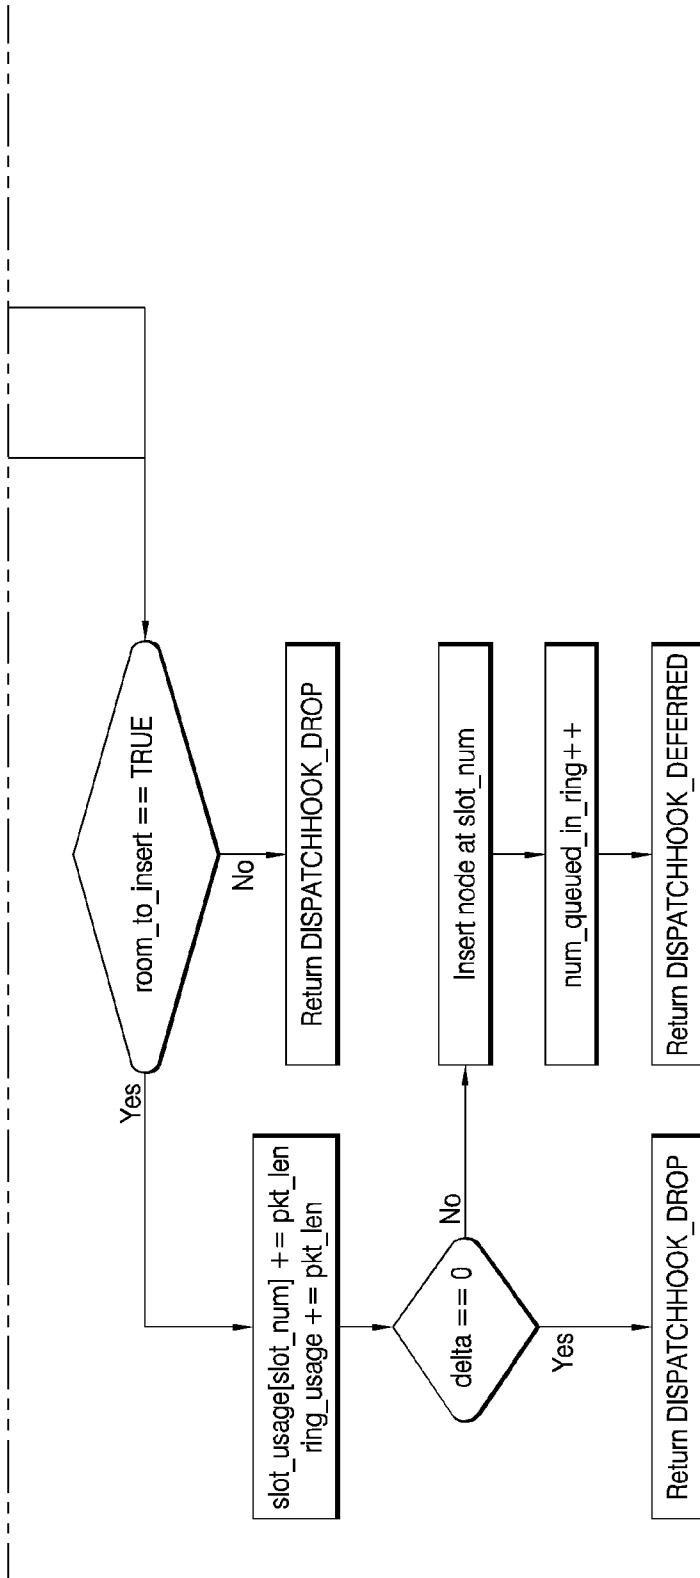 room_to_insert == TRUE
Yes
No
slot_usage[slot_num] += pkt_len
ring_usage += pkt_len
Return DISPATCHHOOK_DROP
delta == 0
No
Yes
Insert node at slot_num
num_queued_in_ring++
Return DISPATCHHOOK_DROP
Return DISPATCHHOOK_DEFERRED